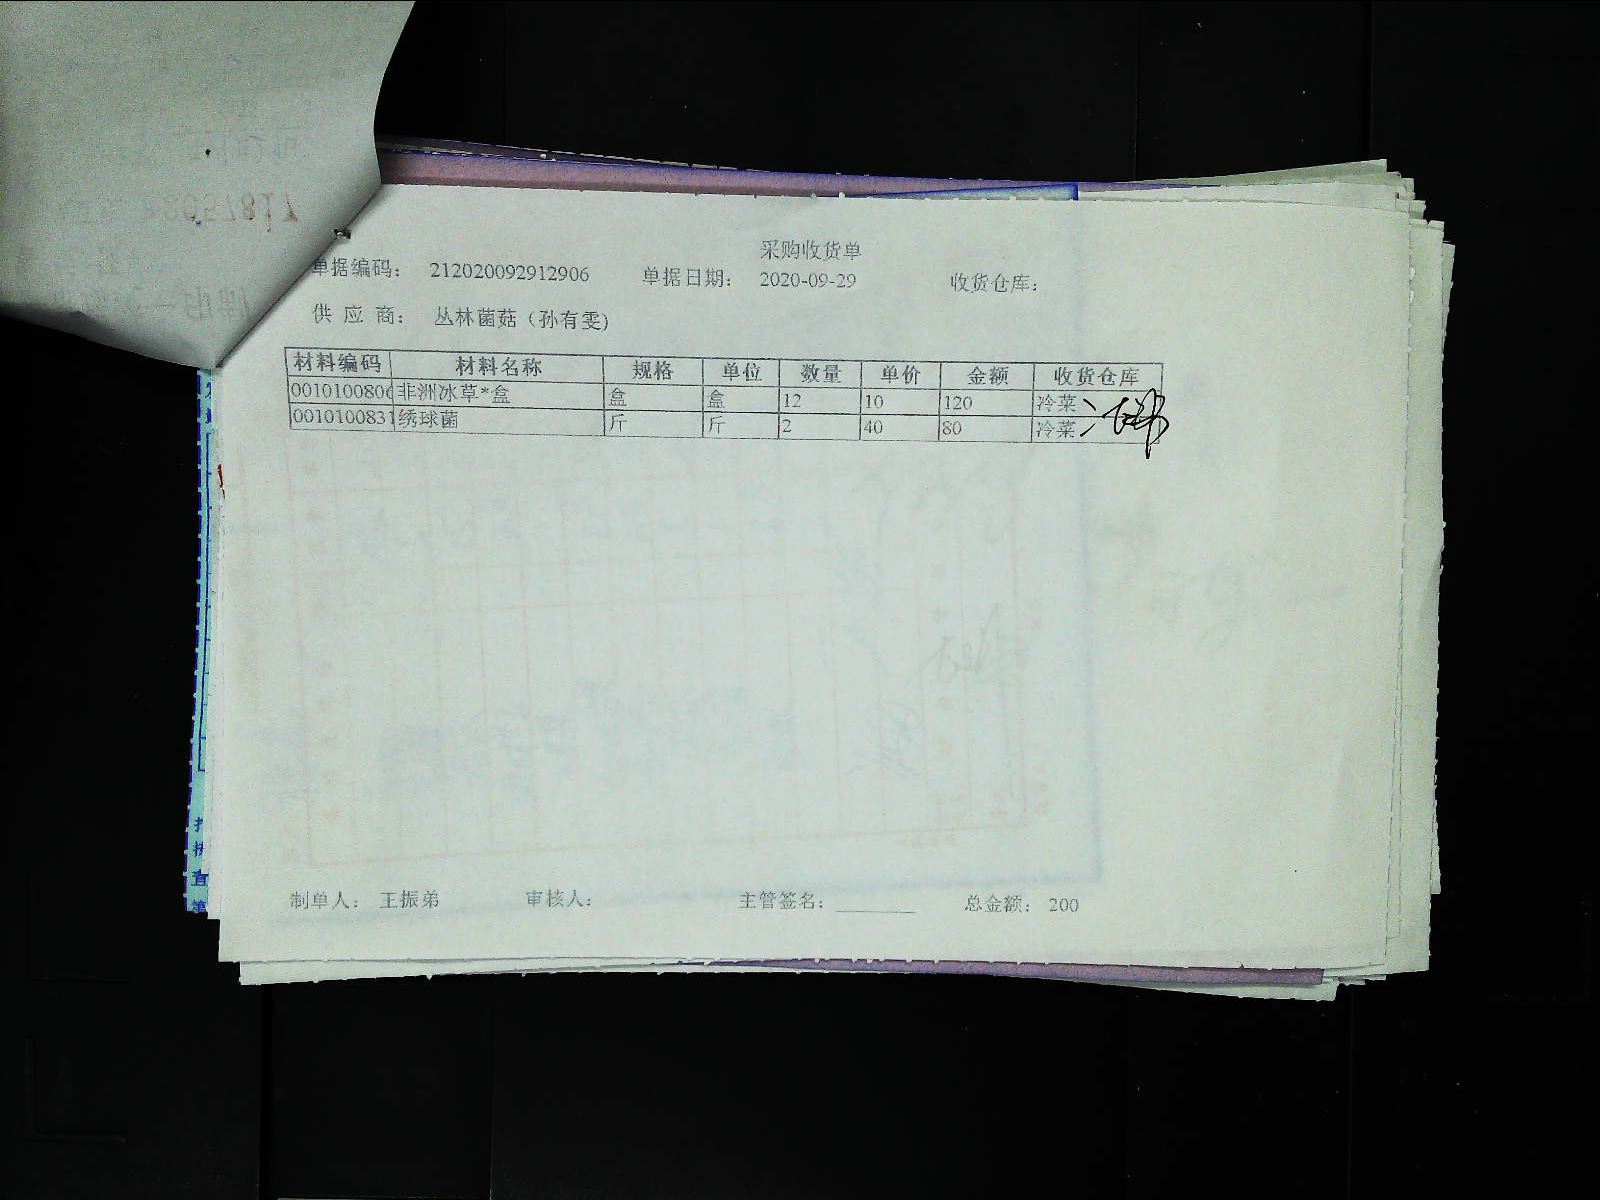 采购收货单
单据编码： 212020092912906 单据日期： 2020-09-29 收货仓库：
供 应 商： 丛林菌菇（孙有雯）
材料编码 材料名称 规格 单位 数量 单价 金额 收货仓库
0010100806 非洲冰草*盒 盒 盒 12 10 120 冷菜
0010100831 绣球菌 斤 斤 2 40 80 冷菜
制单人： 王振弟 审核人： 主管签名： 总金额： 200